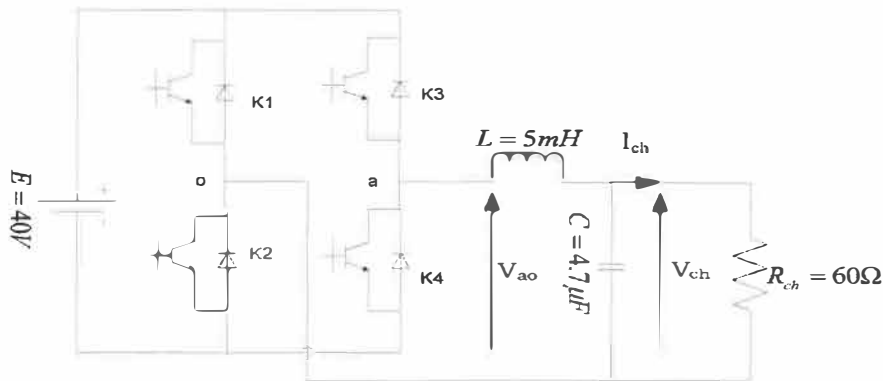 K1
K3
L = 5mH
I_ch
E = 40V
+
-
o
a
K2
K4
V_ao
C = 4.7µF
V_ch
R_ch = 60Ω